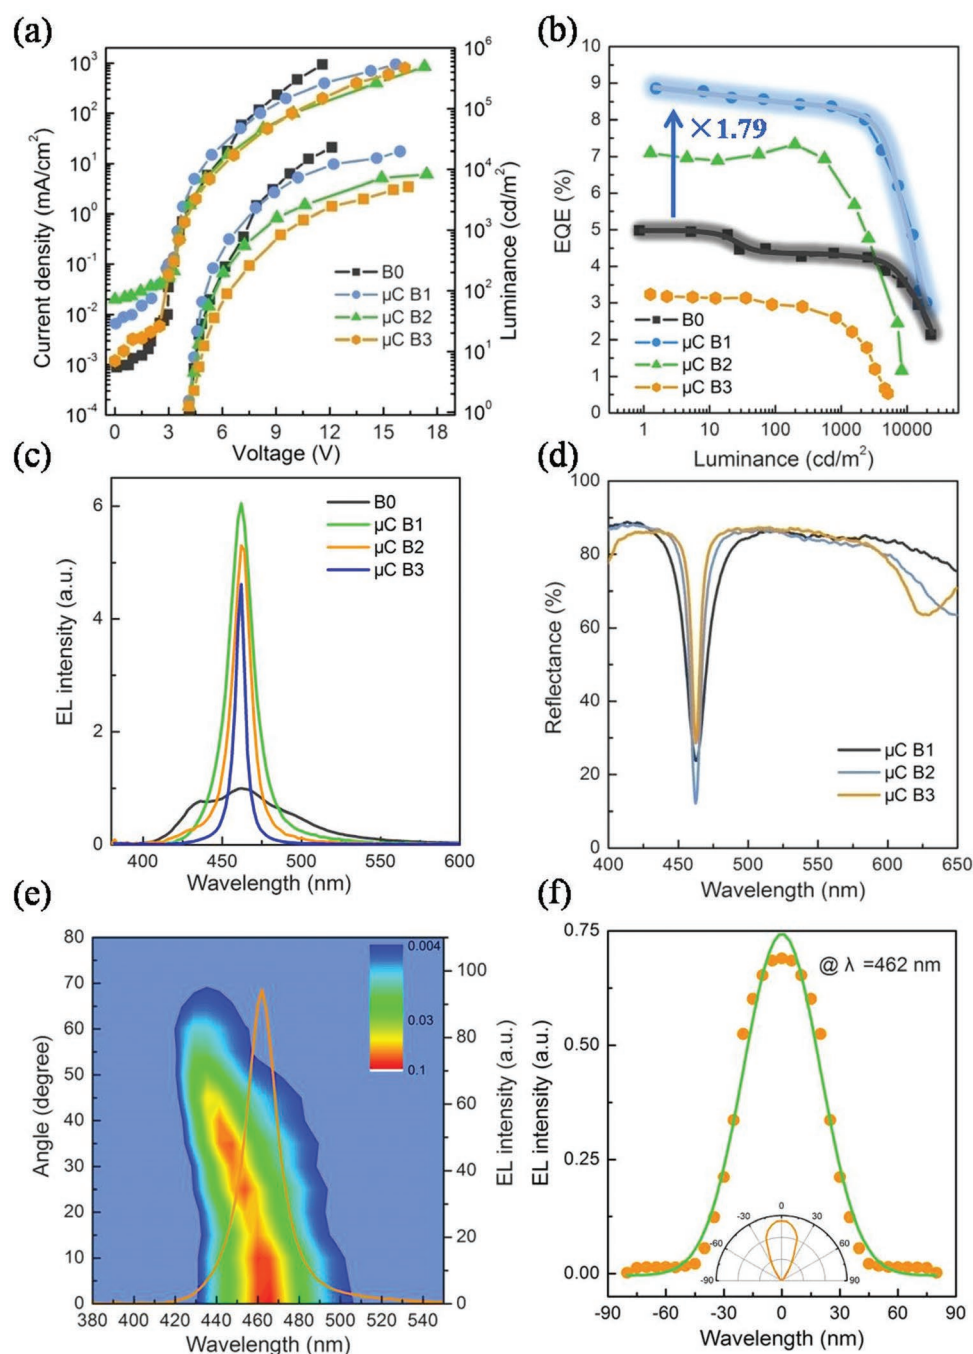 (a)
10³
10²
10¹
10⁰
10⁻¹
10⁻²
10⁻³
10⁻⁴
Current density (mA/cm²)
0 3 6 9 12 15 18
Voltage (V)
10⁶
10⁵
10⁴
10³
10²
10¹
10⁰
Luminance (cd/m²)
B0
µC B1
µC B2
µC B3
(b)
10
9
8
7
6
5
4
3
2
1
0
EQE (%)
×1.79
B0
µC B1
µC B2
µC B3
1 10 100 1000 10000
Luminance (cd/m²)
(c)
6
4
2
0
EL intensity (a.u.)
B0
µC B1
µC B2
µC B3
400 450 500 550 600
Wavelength (nm)
(d)
100
80
60
40
20
0
Reflectance (%)
µC B1
µC B2
µC B3
400 450 500 550 600 650
Wavelength (nm)
(e)
80
70
60
50
40
30
20
10
0
Angle (degree)
0.004
0.03
0.1
100
80
60
40
20
0
EL intensity (a.u.)
380 400 420 440 460 480 500 520 540
Wavelength (nm)
(f)
0.75
0.50
0.25
0.00
EL intensity (a.u.)
@ λ =462 nm
0
-30 30
-60 60
-90 90
-90 -60 -30 0 30 60 90
Wavelength (nm)